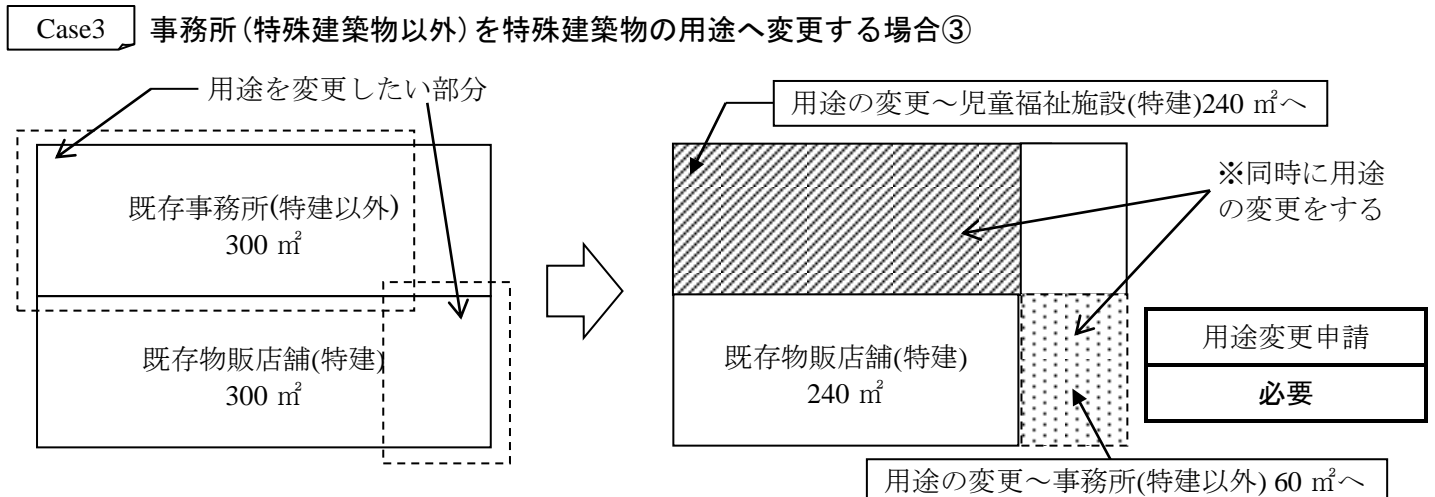 Case3 事務所(特殊建築物以外)を特殊建築物の用途へ変更する場合③
用途を変更したい部分
既存事務所(特建以外)
300 ㎡
既存物販店舗(特建)
300 ㎡
用途の変更～児童福祉施設(特建)240 ㎡へ
※同時に用途
の変更をする
既存物販店舗(特建)
240 ㎡
用途変更申請
必要
用途の変更～事務所(特建以外) 60 ㎡へ